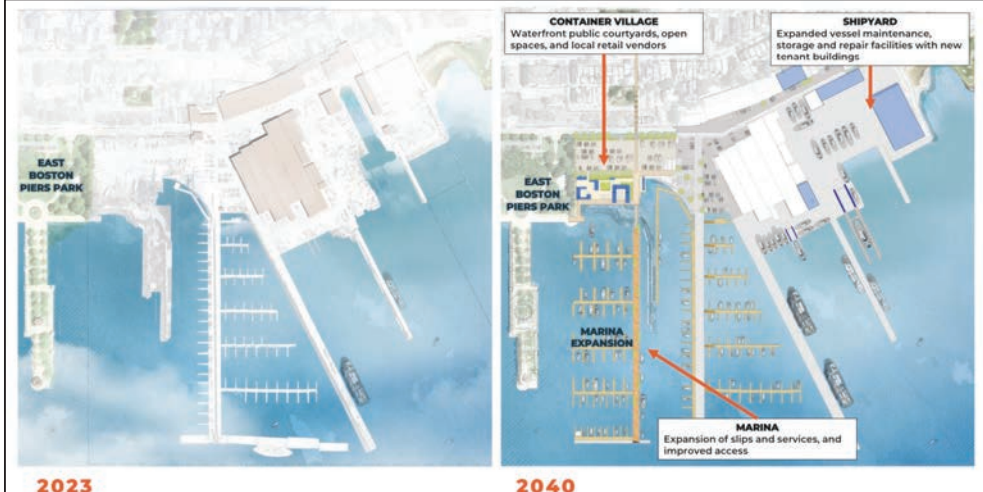 EAST
BOSTON
PIERS PARK
2023
CONTAINER VILLAGE
Waterfront public courtyards, open
spaces, and local retail vendors
SHIPYARD
Expanded vessel maintenance,
storage and repair facilities with new
tenant buildings
EAST
BOSTON
PIERS PARK
MARINA
EXPANSION
MARINA
Expansion of slips and services, and
improved access
2040